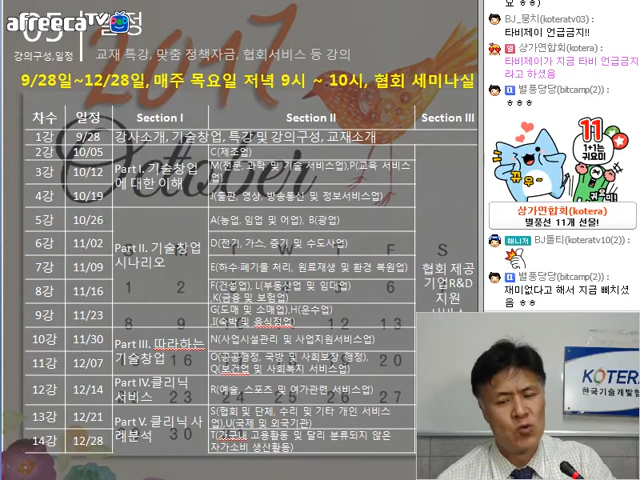 afreecaTV
05. 일정
2017
강의구성,일정
교재 특강, 맞춤 정책자금, 협회서비스 등 강의
9/28일~12/28일, 매주 목요일 저녁 9시 ~ 10시, 협회 세미나실
October
차수 일정 Section I Section II Section III
1강 9/28 강사소개, 기술창업, 특강 및 강의구성, 교재소개
2강 10/05 C(제조업)
3강 10/12 Part I. 기술창업에 대한 이해 M(전문, 과학 및 기술 서비스업),P(교육 서비스업)
4강 10/19 J(출판, 영상, 방송통신 및 정보서비스업)
5강 10/26 A(농업, 임업 및 어업), B(광업)
6강 11/02 Part II. 기술창업 시나리오 D(전기, 가스, 증기 및 수도사업)
7강 11/09 E(하수·폐기물 처리, 원료재생 및 환경 복원업)
협회 제공 기업R&D 지원
8강 11/16 F(건설업), L(부동산업 및 임대업)
,K(금융 및 보험업)
9강 11/23 G(도매 및 소매업),H(운수업)
,I(숙박 및 음식점업)
10강 11/30 Part III. 따라하는 기술창업 N(사업시설관리 및 사업지원서비스업)
11강 12/07 O(공공행정, 국방 및 사회보장 행정),
Q(보건업 및 사회복지 서비스업)
12강 12/14 Part IV.클리닉 서비스 R(예술, 스포츠 및 여가관련 서비스업)
13강 12/21 Part V. 클리닉 사례분석 S(협회 및 단체, 수리 및 기타 개인 서비스업),U(국제 및 외국기관)
14강 12/28 T(가구내 고용활동 및 달리 분류되지 않은 자가소비 생산활동)
BJ_뭉치(koteratv03) :
타비제이 언급금지!!
열 상가연합회(kotera) :
타비제이가 지금 타비 언급금지
라고 하셨음
별풍당당(bitcamp(2)) :
ㅎㅎㅎ
11
1+1는
귀요미
뀨~우~
상가연합회(kotera)
별풍선 11개 선물!
매니저 BJ돌티(koteratv10(2)) :
별풍당당(bitcamp(2)) :
재미없다고 해서 지금 삐치셨
음 ㅎㅎ
KOTERA
한국기술개발협